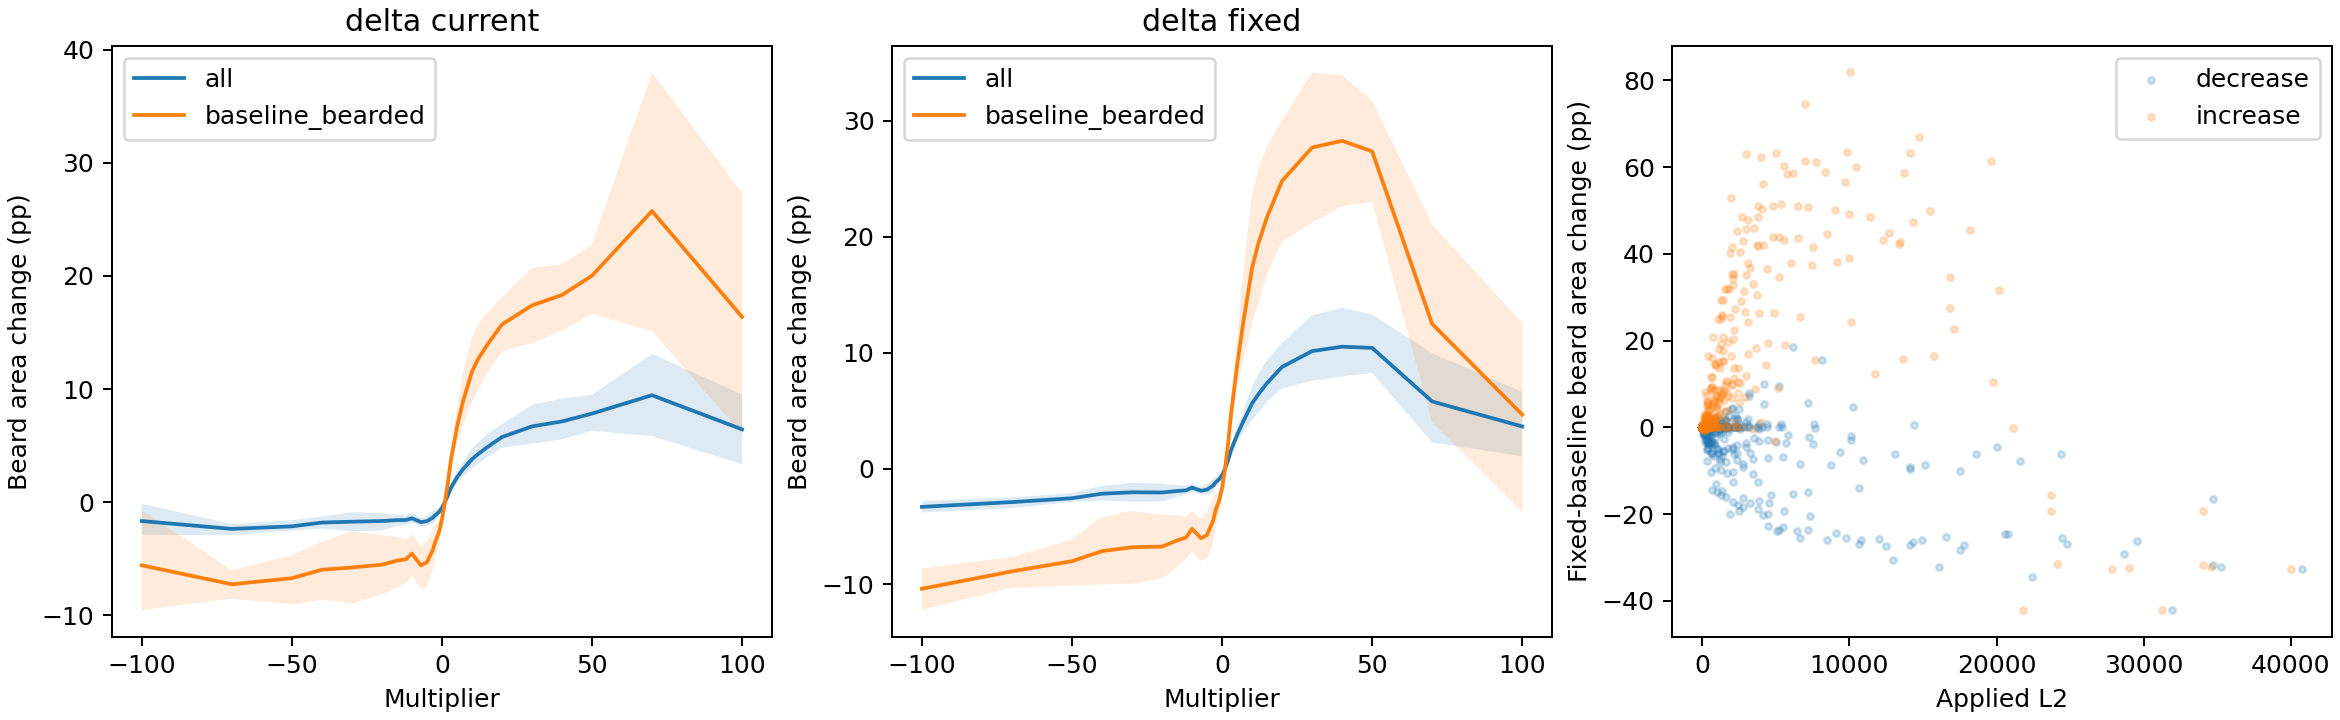 delta current
all
baseline_bearded
Beard area change (pp)
40
30
20
10
0
−10
−100
−50
0
50
100
Multiplier
delta fixed
all
baseline_bearded
Beard area change (pp)
30
20
10
0
−10
−100
−50
0
50
100
Multiplier
decrease
increase
Fixed-baseline beard area change (pp)
80
60
40
20
0
−20
−40
0
10000
20000
30000
40000
Applied L2